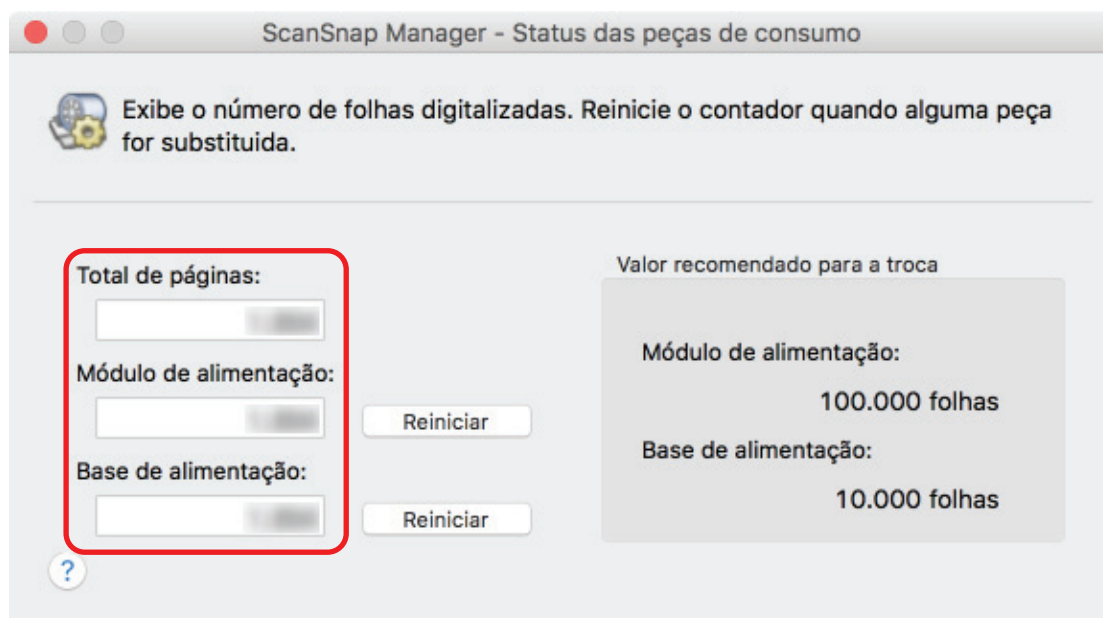 ScanSnap Manager - Status das peças de consumo
Exibe o número de folhas digitalizadas. Reinicie o contador quando alguma peça
for substituida.
Total de páginas:
Módulo de alimentação:
Reiniciar
Base de alimentação:
Reiniciar
Valor recomendado para a troca
Módulo de alimentação:
100.000 folhas
Base de alimentação:
10.000 folhas
?